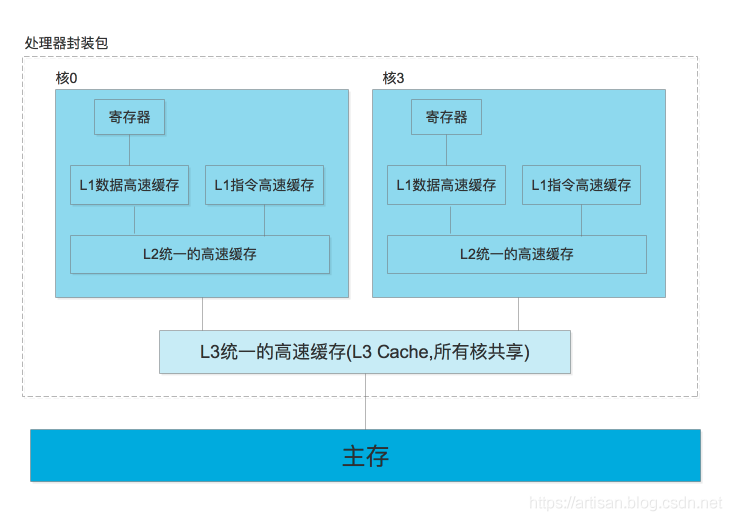 处理器封装包
核0
核3
寄存器
寄存器
L1数据高速缓存
L1指令高速缓存
L1数据高速缓存
L1指令高速缓存
L2统一的高速缓存
L2统一的高速缓存
L3统一的高速缓存(L3 Cache,所有核共享)
主存
https://artisan.blog.csdn.net